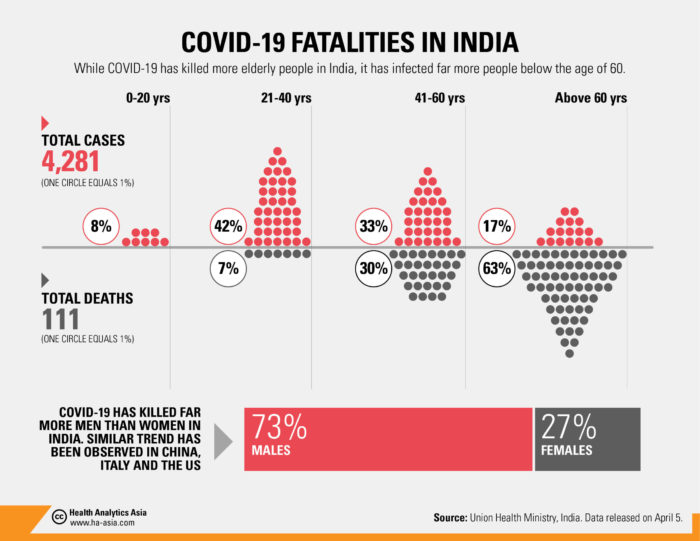 COVID-19 FATALITIES IN INDIA
While COVID-19 has killed more elderly people in India, it has infected far more people below the age of 60.
0-20 yrs
21-40 yrs
41-60 yrs
Above 60 yrs
TOTAL CASES
4,281
(ONE CIRCLE EQUALS 1%)
8%
42%
33%
17%
7%
30%
63%
TOTAL DEATHS
111
(ONE CIRCLE EQUALS 1%)
COVID-19 HAS KILLED FAR
MORE MEN THAN WOMEN IN
INDIA. SIMILAR TREND HAS
BEEN OBSERVED IN CHINA,
ITALY AND THE US
73%
MALES
27%
FEMALES
cc
Health Analytics Asia
www.ha-asia.com
Source: Union Health Ministry, India. Data released on April 5.